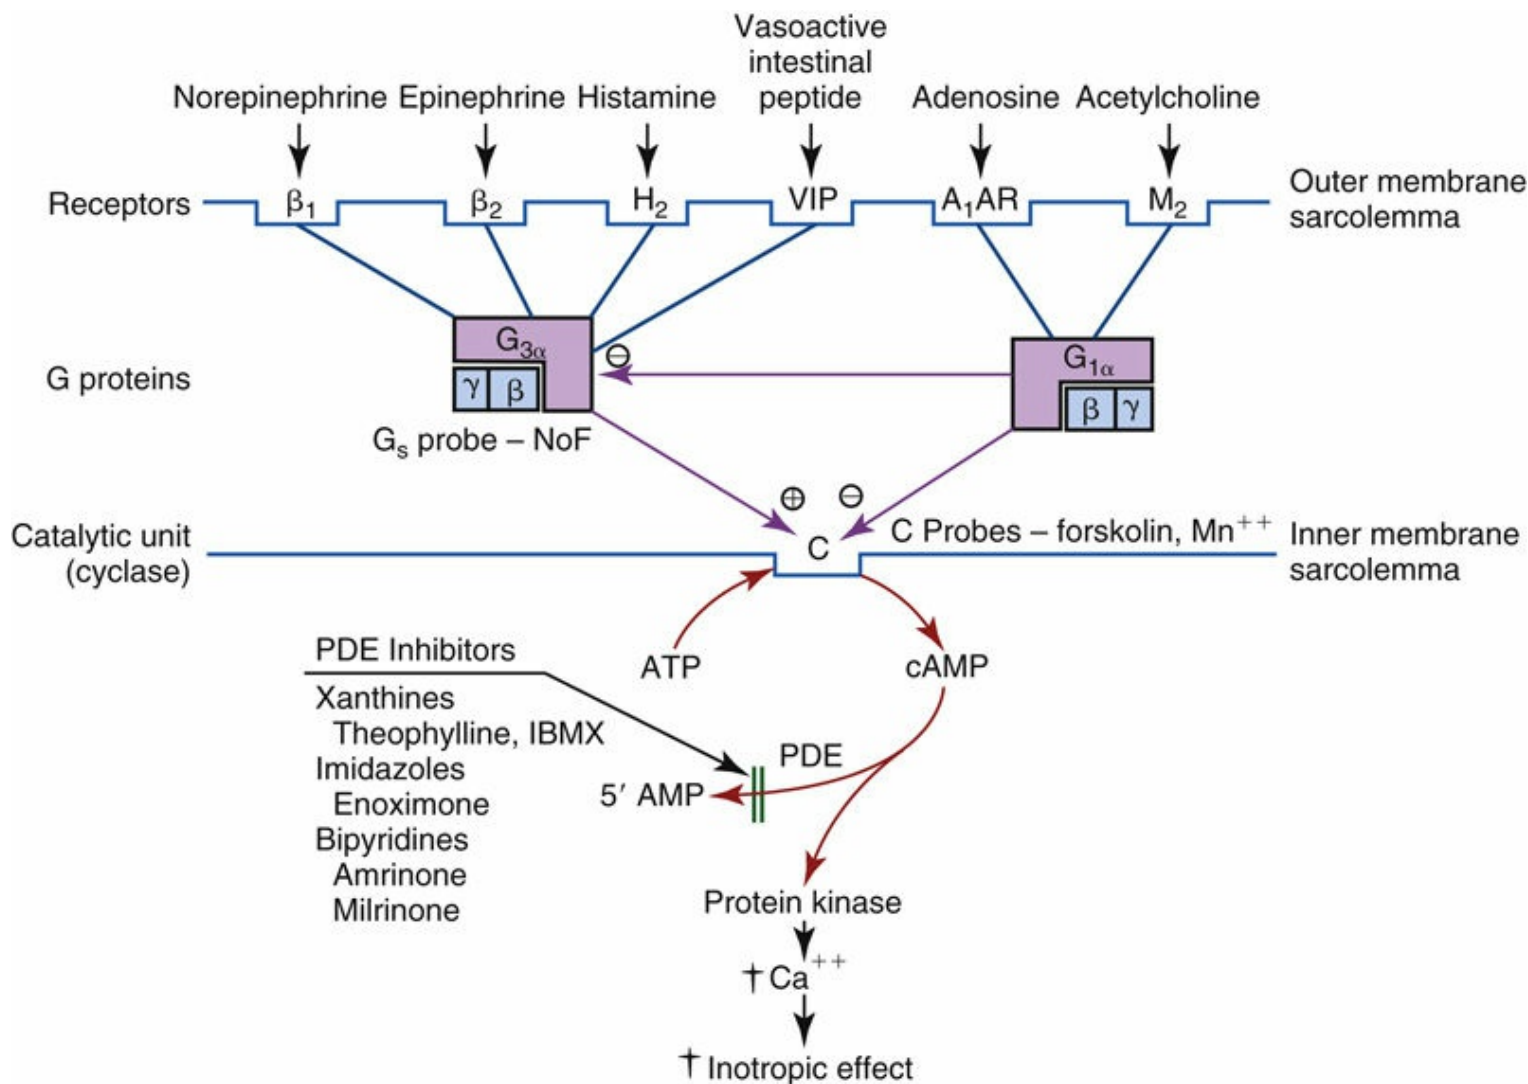 Vasoactive
intestinal
peptide
Norepinephrine Epinephrine Histamine Adenosine Acetylcholine
Receptors β₁ β₂ H₂ VIP A₁AR M₂ Outer membrane
sarcolemma
G proteins
G₃α
γ β
⊖
G₁α
β γ
Gₛ probe – NoF
⊕ ⊖
Catalytic unit
(cyclase)
C
C Probes – forskolin, Mn⁺⁺
Inner membrane
sarcolemma
ATP
cAMP
PDE Inhibitors
Xanthines
Theophylline, IBMX
Imidazoles
Enoximone
Bipyridines
Amrinone
Milrinone
PDE
5′ AMP
Protein kinase
†Ca⁺⁺
†Inotropic effect